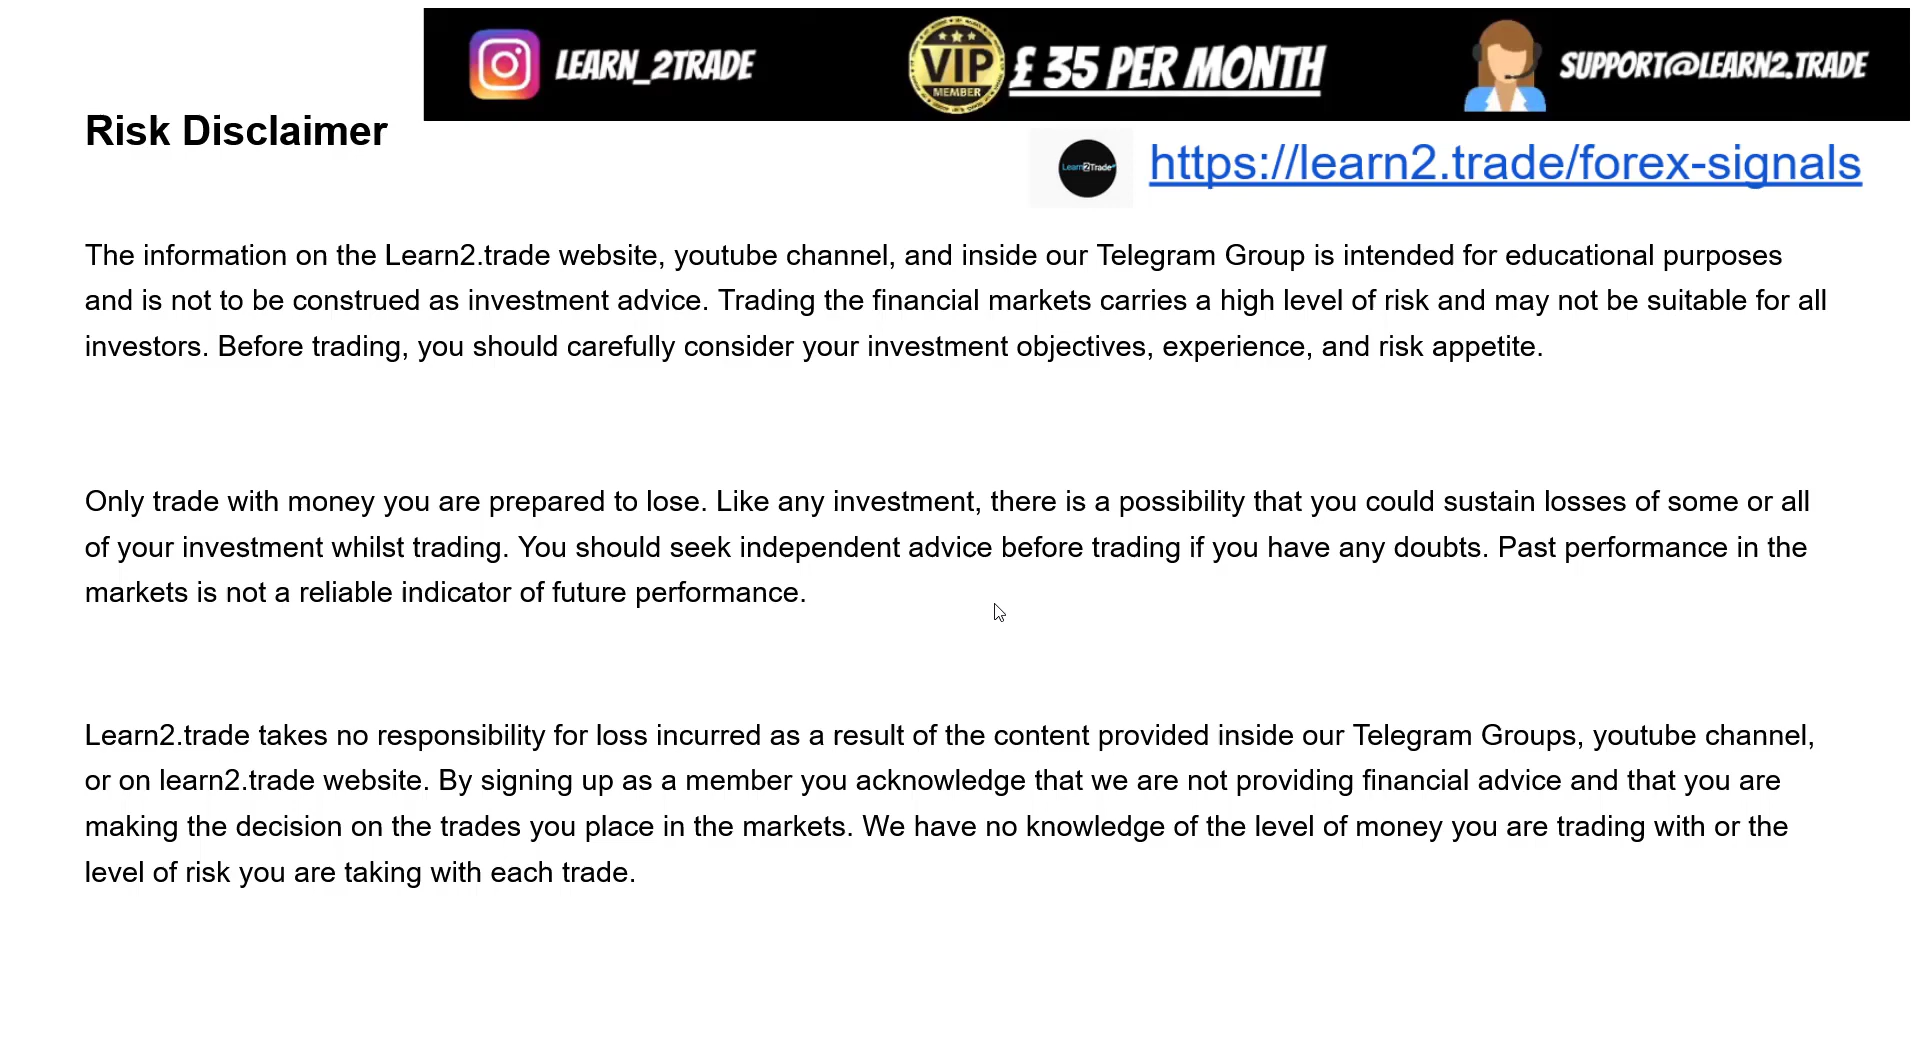 LEARN_2TRADE
VIP
MEMBER
£ 35 PER MONTH
SUPPORT@LEARN2.TRADE
Risk Disclaimer
Learn2Trade
https://learn2.trade/forex-signals
The information on the Learn2.trade website, youtube channel, and inside our Telegram Group is intended for educational purposes
and is not to be construed as investment advice. Trading the financial markets carries a high level of risk and may not be suitable for all
investors. Before trading, you should carefully consider your investment objectives, experience, and risk appetite.
Only trade with money you are prepared to lose. Like any investment, there is a possibility that you could sustain losses of some or all
of your investment whilst trading. You should seek independent advice before trading if you have any doubts. Past performance in the
markets is not a reliable indicator of future performance.
Learn2.trade takes no responsibility for loss incurred as a result of the content provided inside our Telegram Groups, youtube channel,
or on learn2.trade website. By signing up as a member you acknowledge that we are not providing financial advice and that you are
making the decision on the trades you place in the markets. We have no knowledge of the level of money you are trading with or the
level of risk you are taking with each trade.